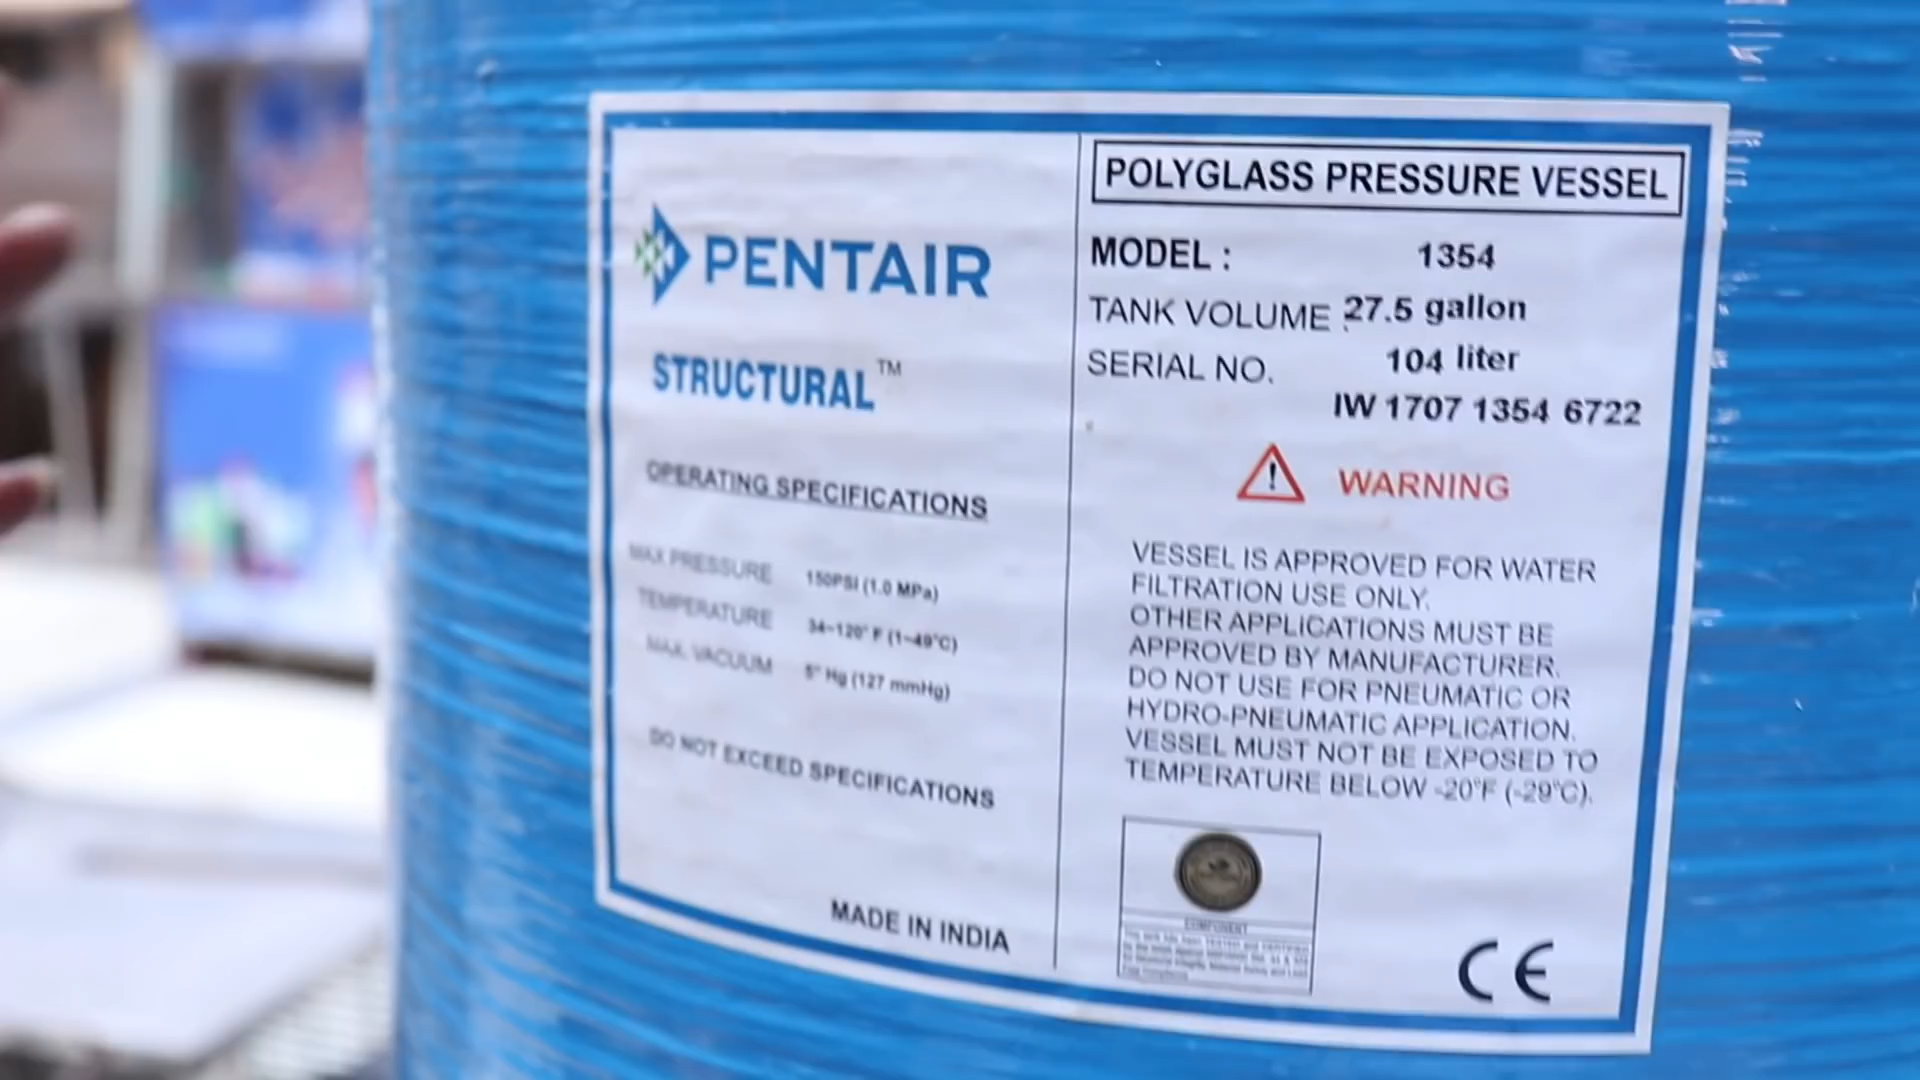 PENTAIR
STRUCTURAL™
OPERATING SPECIFICATIONS
MAX PRESSURE 150PSI (1.0 MPa)
TEMPERATURE 34-120° F (1-49°C)
MAX. VACUUM 5" Hg (127 mmHg)
DO NOT EXCEED SPECIFICATIONS
MADE IN INDIA
POLYGLASS PRESSURE VESSEL
MODEL : 1354
TANK VOLUME : 27.5 gallon
SERIAL NO. 104 liter
IW 1707 1354 6722
WARNING
VESSEL IS APPROVED FOR WATER
FILTRATION USE ONLY.
OTHER APPLICATIONS MUST BE
APPROVED BY MANUFACTURER.
DO NOT USE FOR PNEUMATIC OR
HYDRO-PNEUMATIC APPLICATION.
VESSEL MUST NOT BE EXPOSED TO
TEMPERATURE BELOW -20°F (-29°C).
COMPONENT
CE